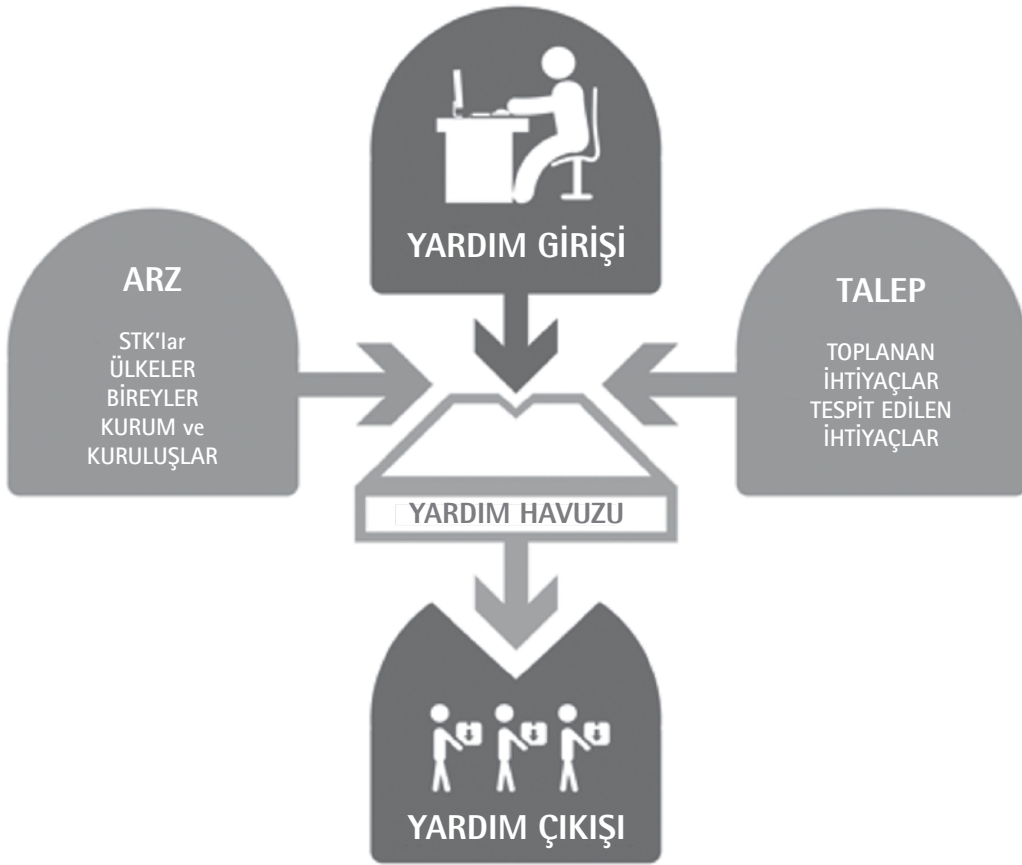 YARDIM GİRİŞİ
ARZ
STK'lar
ÜLKELER
BİREYLER
KURUM ve
KURULUŞLAR
TALEP
TOPLANAN
İHTİYAÇLAR
TESPİT EDİLEN
İHTİYAÇLAR
YARDIM HAVUZU
YARDIM ÇIKIŞI